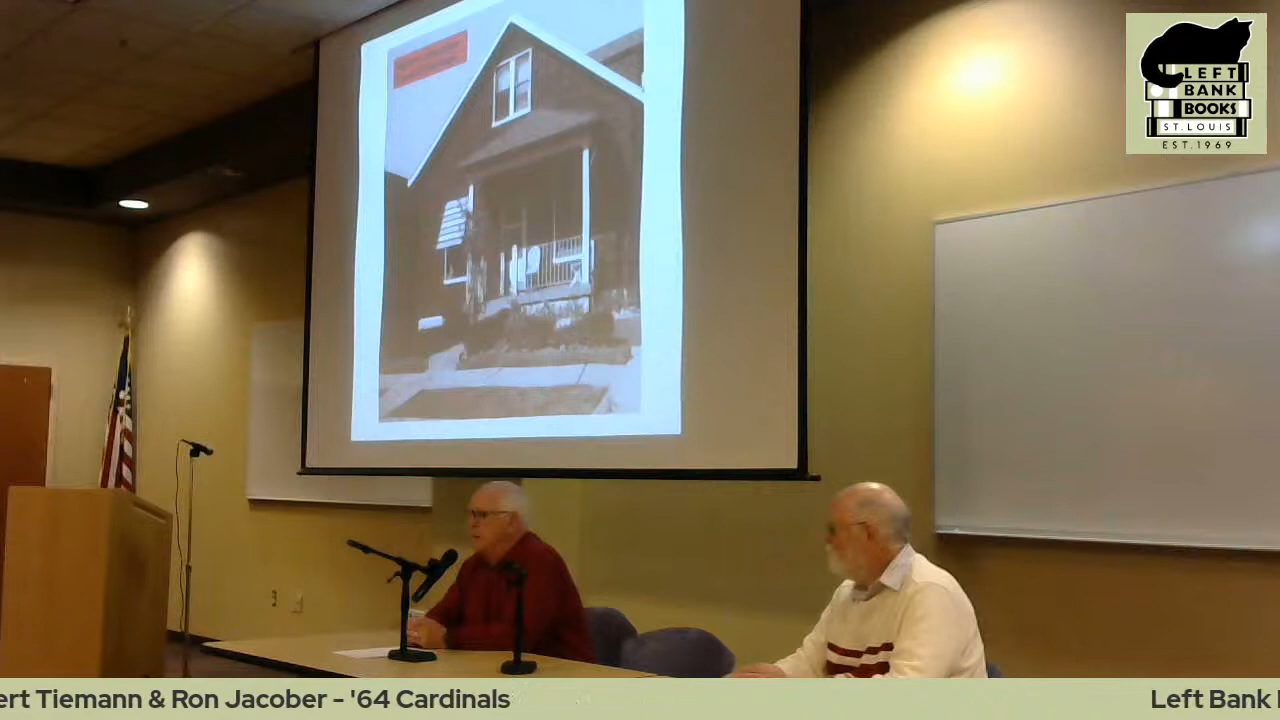 LEFT
BANK
BOOKS
ST. LOUIS
EST. 1969
ert Tiemann & Ron Jacober - '64 Cardinals
Left Bank